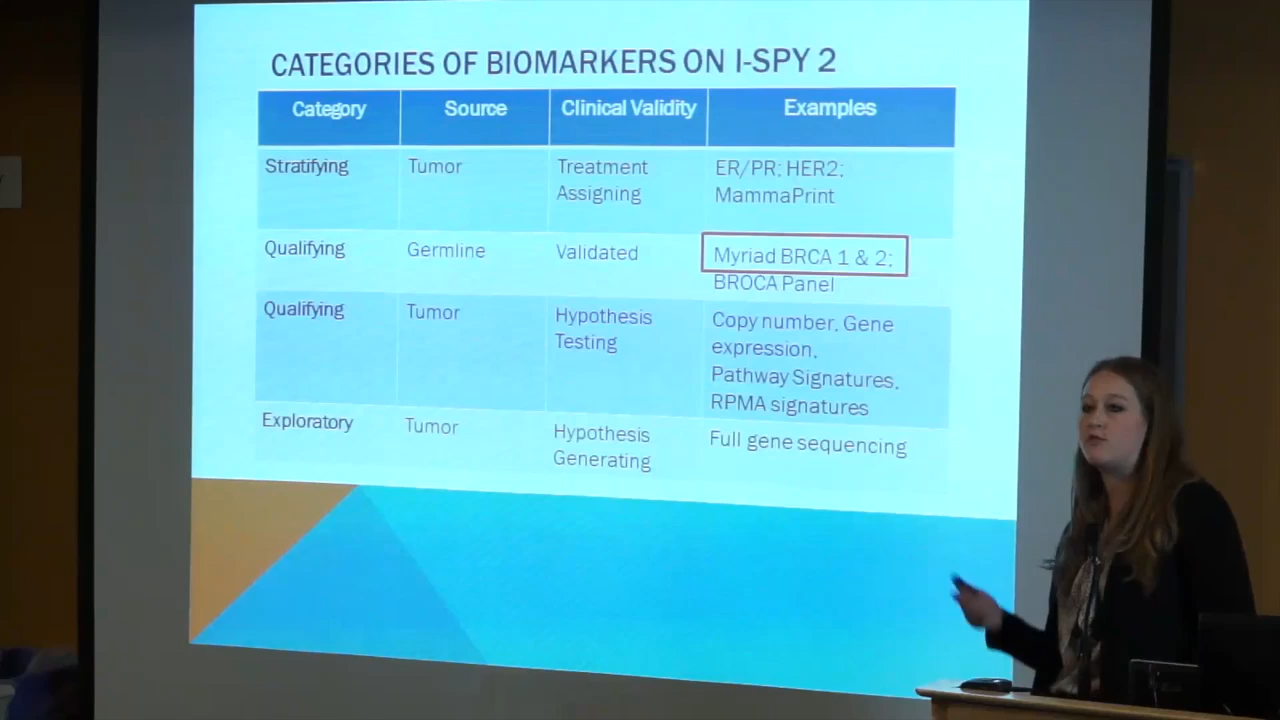 CATEGORIES OF BIOMARKERS ON I-SPY 2
Category Source Clinical Validity Examples
Stratifying Tumor Treatment Assigning ER/PR; HER2; MammaPrint
Qualifying Germline Validated Myriad BRCA 1 & 2; BROCA Panel
Qualifying Tumor Hypothesis Testing Copy number, Gene expression, Pathway Signatures, RPMA signatures
Exploratory Tumor Hypothesis Generating Full gene sequencing